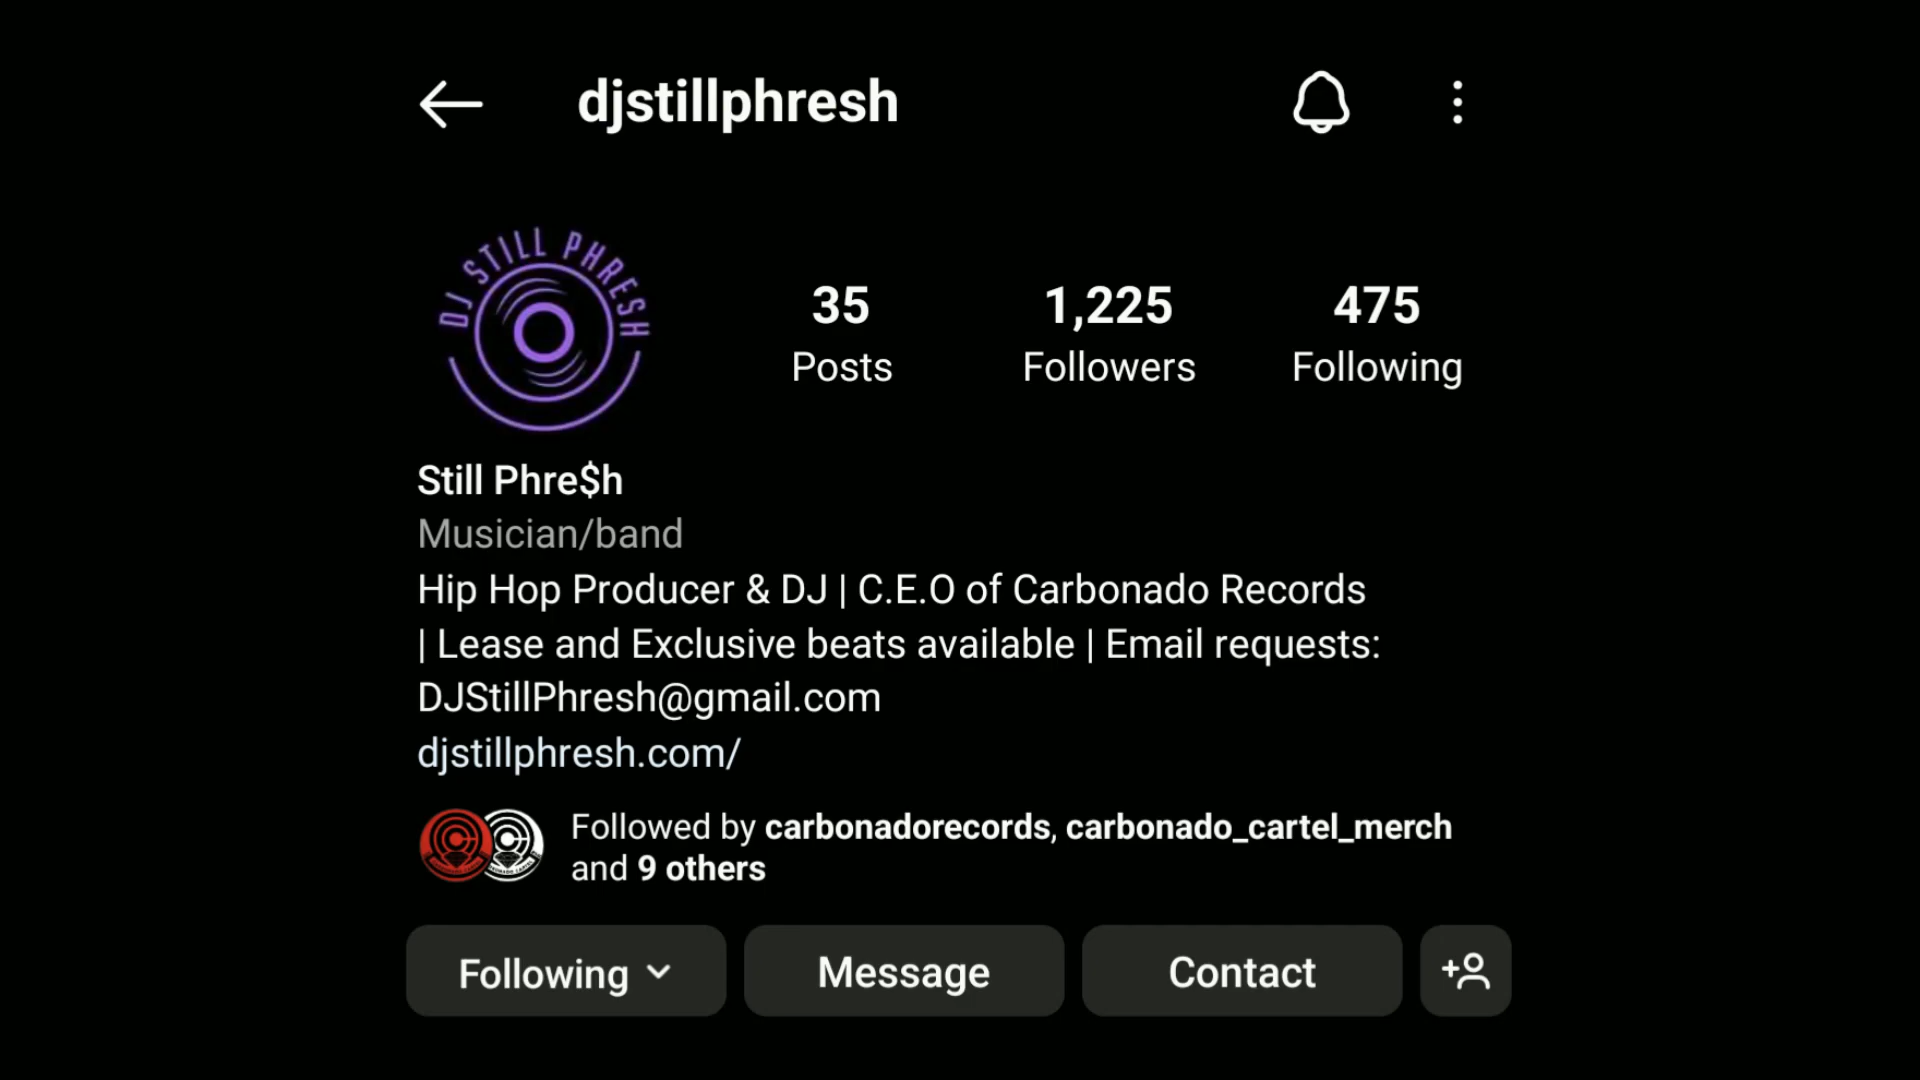 djstillphresh
DJ STILL PHRESH
35
Posts
1,225
Followers
475
Following
Still Phre$h
Musician/band
Hip Hop Producer & DJ | C.E.O of Carbonado Records
| Lease and Exclusive beats available | Email requests:
DJStillPhresh@gmail.com
djstillphresh.com/
Followed by carbonadorecords, carbonado_cartel_merch
and 9 others
Following
Message
Contact